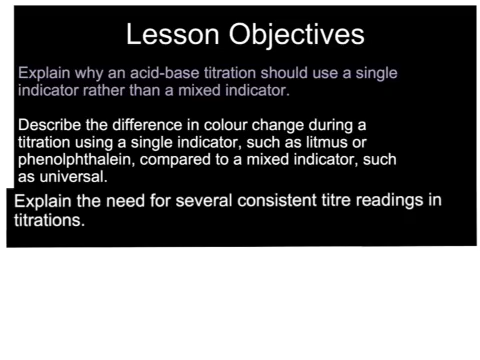 Lesson Objectives
Explain why an acid-base titration should use a single
indicator rather than a mixed indicator.
Describe the difference in colour change during a
titration using a single indicator, such as litmus or
phenolphthalein, compared to a mixed indicator, such
as universal.
Explain the need for several consistent titre readings in
titrations.